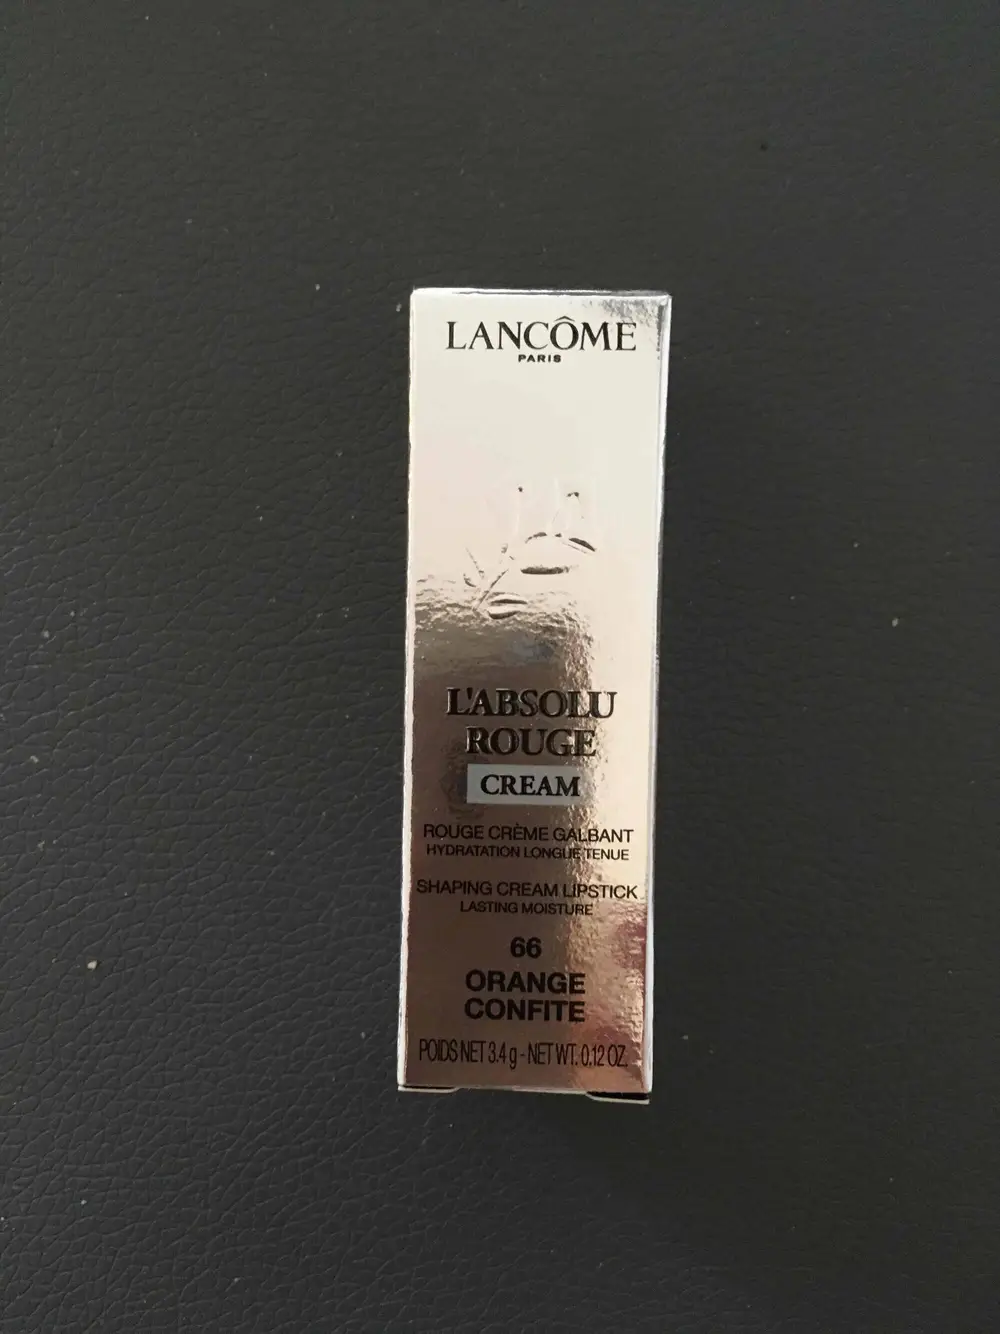 LANCÔME
PARIS
L'ABSOLU
ROUGE
CREAM
ROUGE CRÈME GALBANT
HYDRATATION LONGUE TENUE
SHAPING CREAM LIPSTICK
LASTING MOISTURE
66
ORANGE
CONFITE
POIDS NET 3.4 g - NET WT. 0.12 OZ.